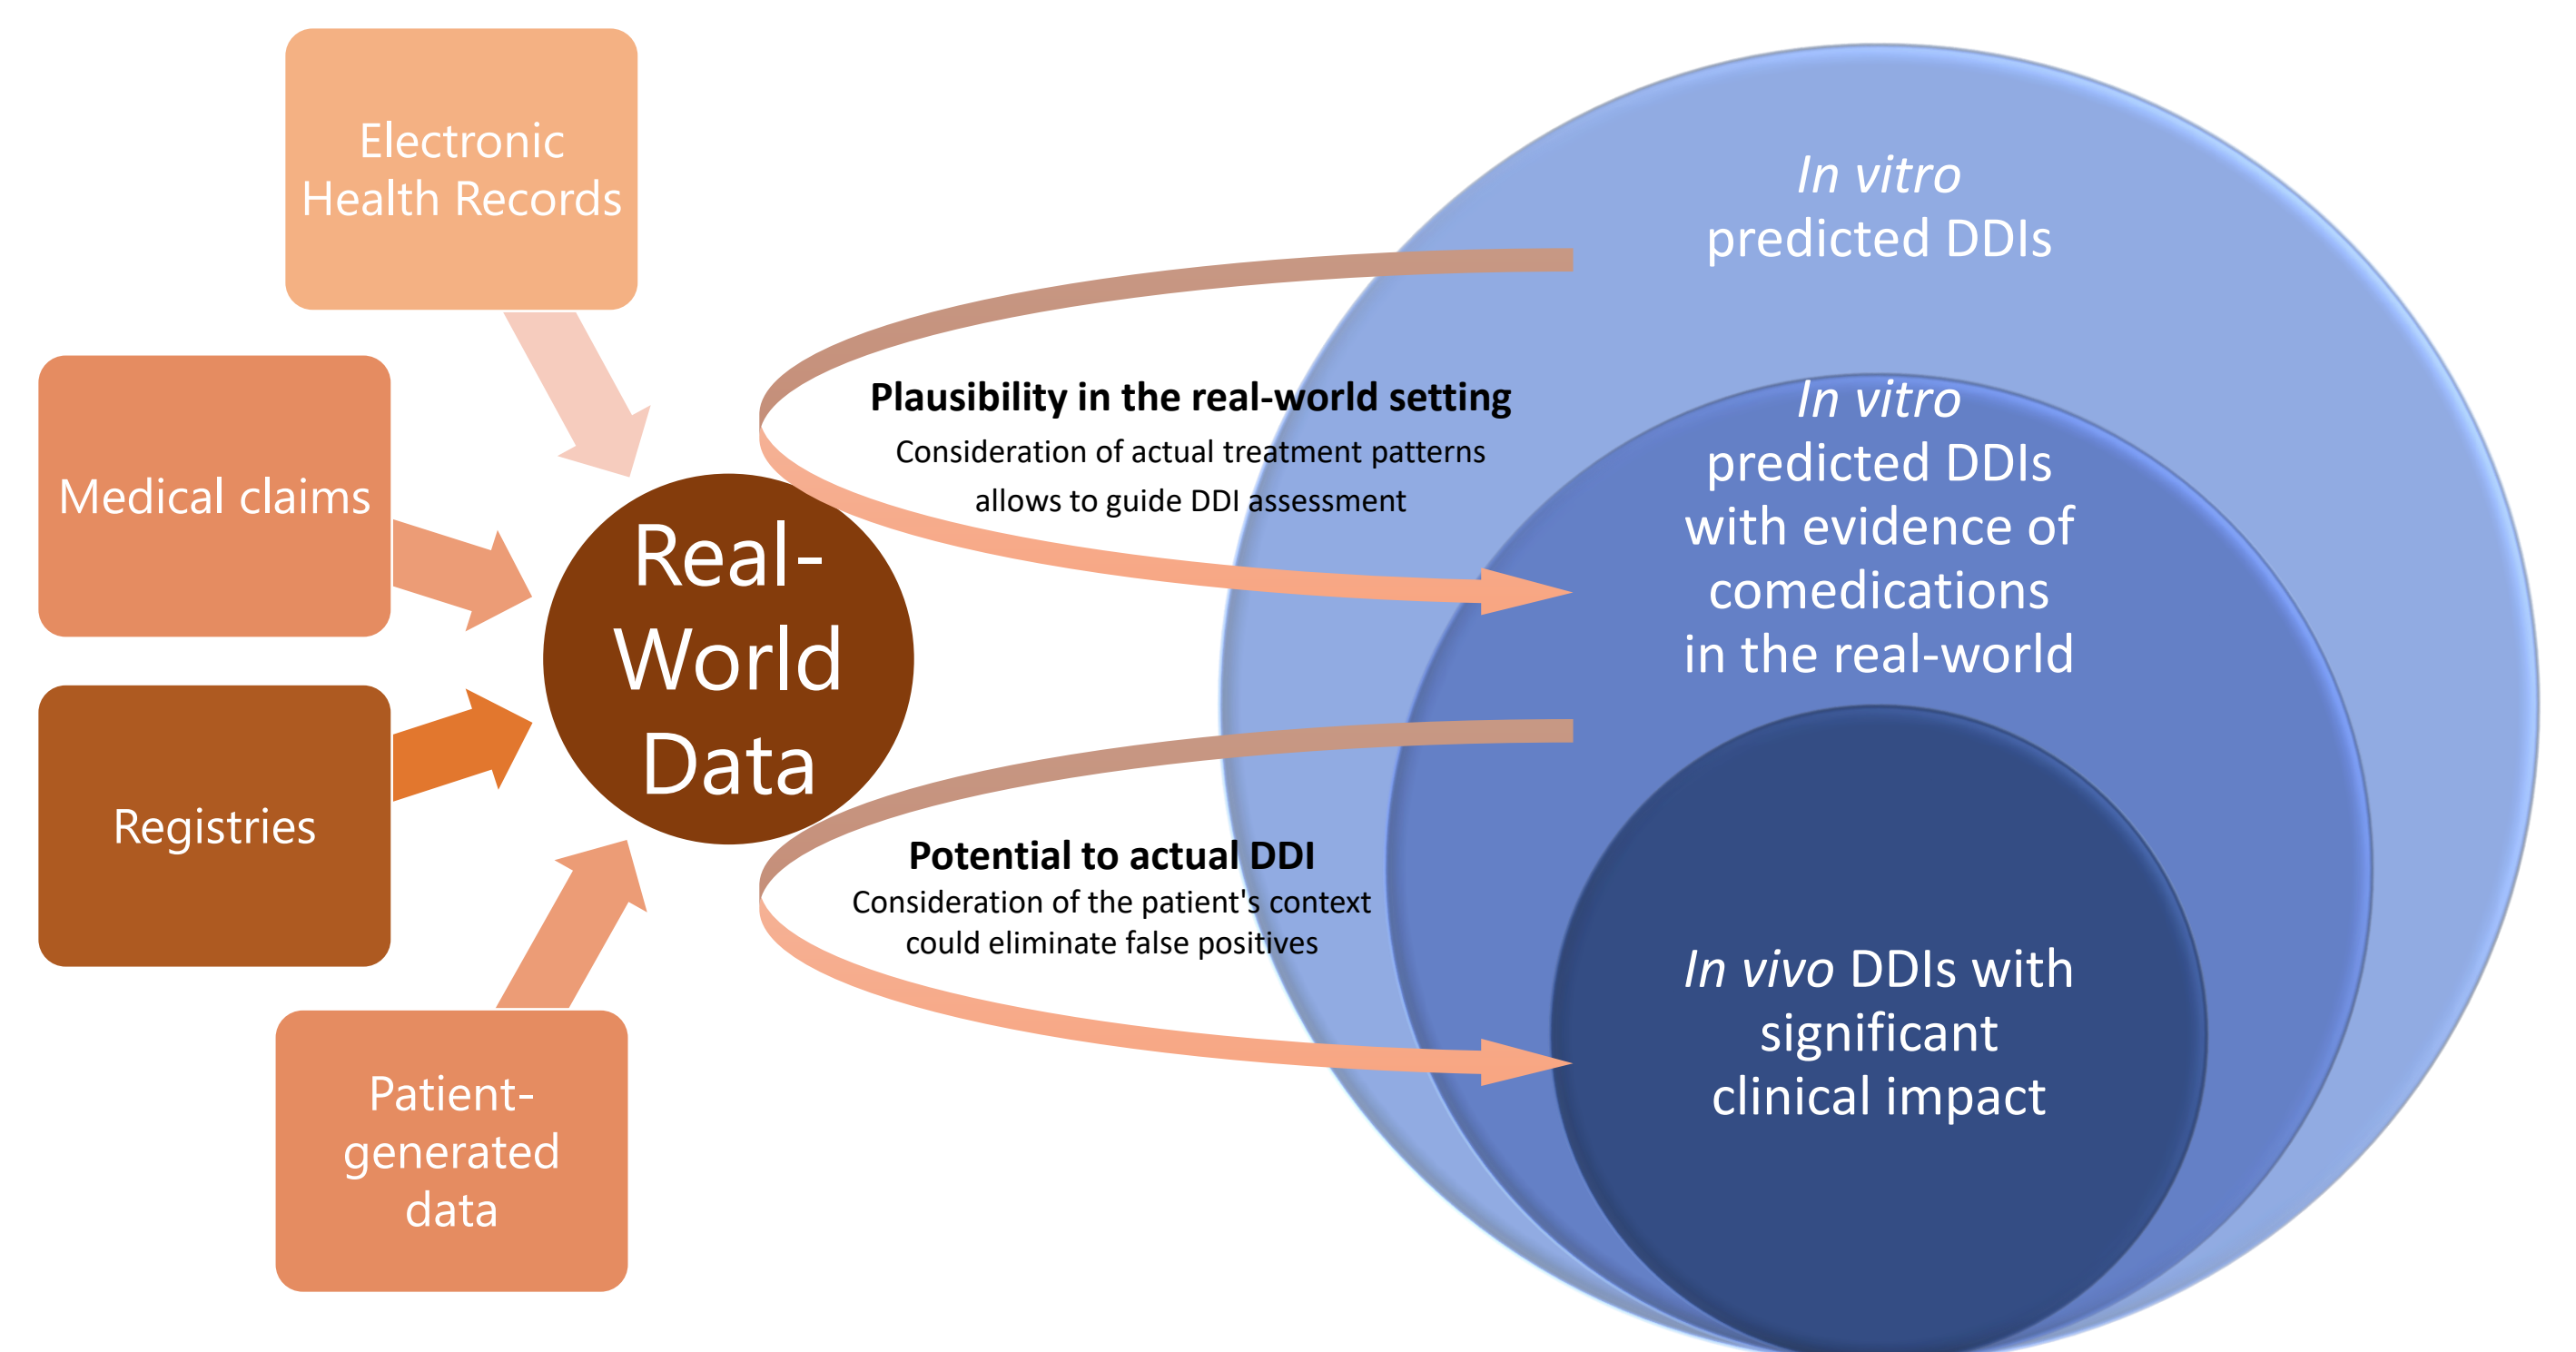 Electronic
Health Records
Medical claims
Registries
Patient-
generated
data
Real-
World
Data
Plausibility in the real-world setting
Consideration of actual treatment patterns
allows to guide DDI assessment
Potential to actual DDI
Consideration of the patient's context
could eliminate false positives
In vitro
predicted DDIs
In vitro
predicted DDIs
with evidence of
comedications
in the real-world
In vivo DDIs with
significant
clinical impact